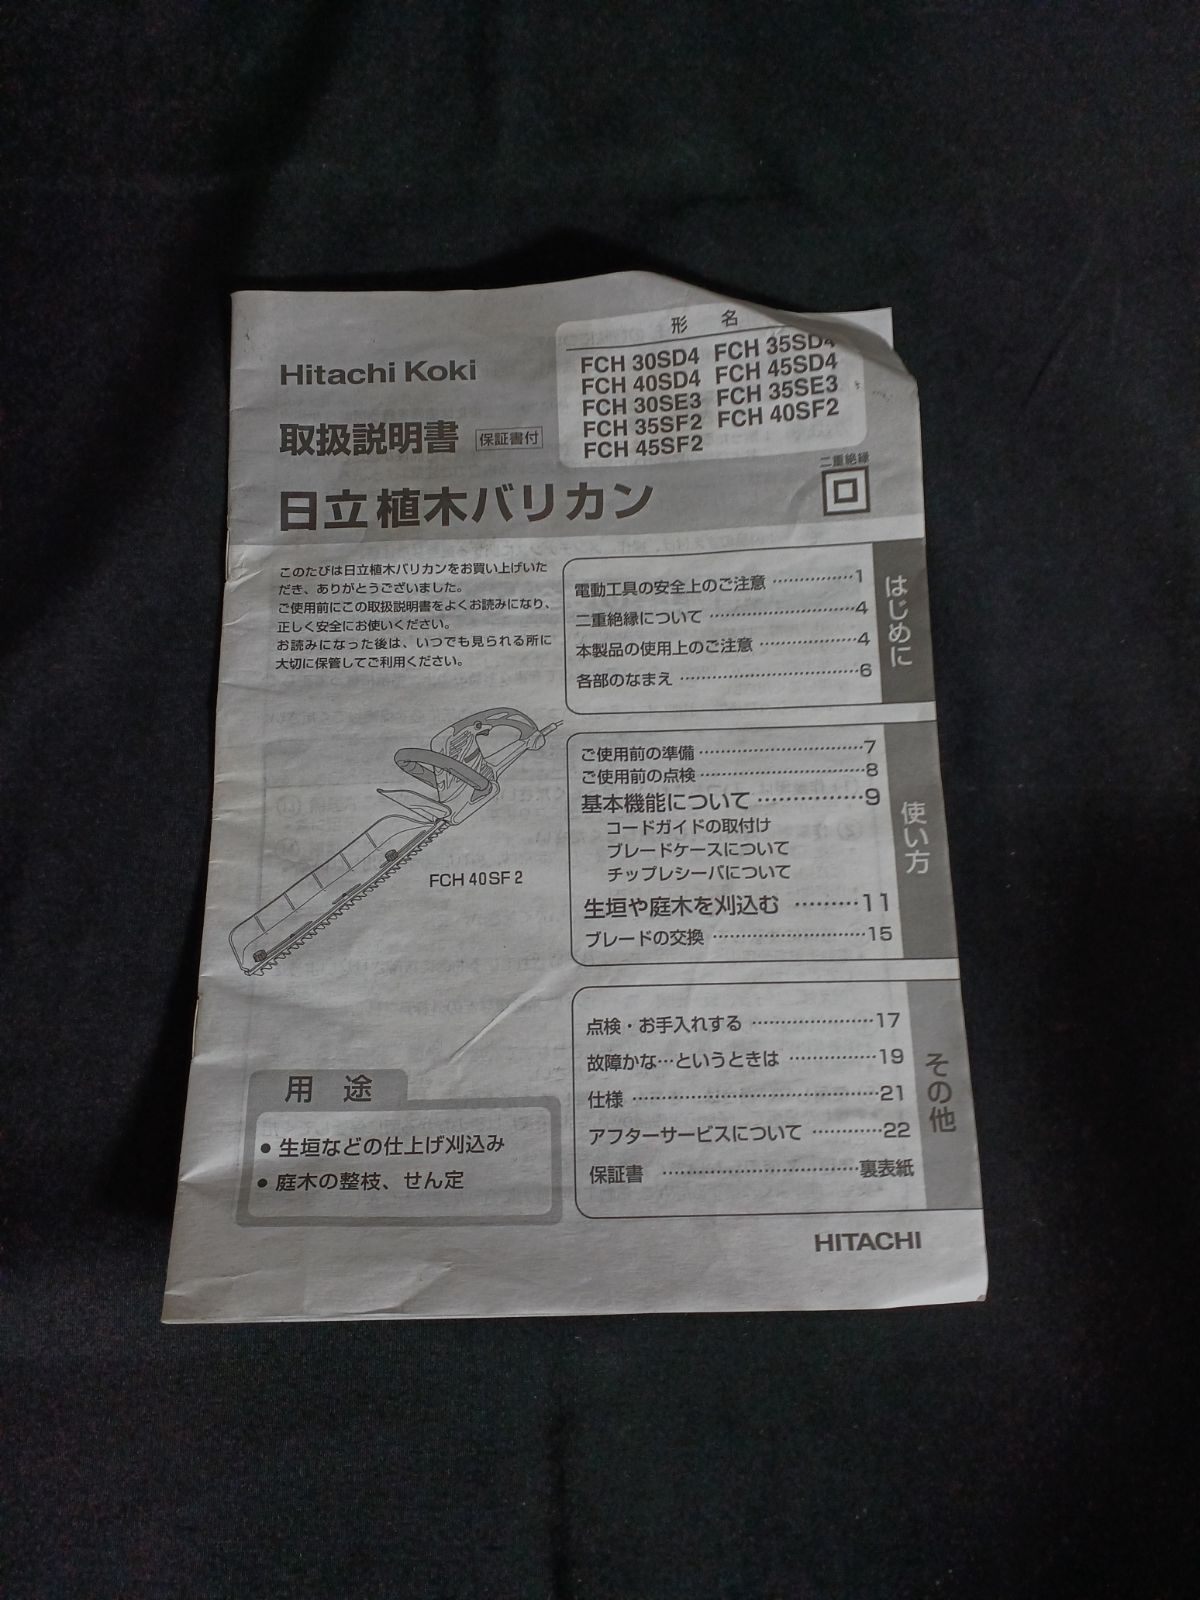 Hitachi Koki
取扱説明書 保証書付
日立 植木バリカン
形 名
FCH 30SD4 FCH 35SD4
FCH 40SD4 FCH 45SD4
FCH 30SE3 FCH 35SE3
FCH 35SF2 FCH 40SF2
FCH 45SF2
二重絶縁
このたびは日立植木バリカンをお買い上げいた
だき、ありがとうございました。
ご使用前にこの取扱説明書をよくお読みになり、
正しく安全にお使いください。
お読みになった後は、いつでも見られる所に
大切に保管してご利用ください。
FCH 40SF2
用 途
● 生垣などの仕上げ刈込み
● 庭木の整枝、せん定
はじめに
電動工具の安全上のご注意 ……………1
二重絶縁について ……………………4
本製品の使用上のご注意 ……………4
各部のなまえ …………………………6
使い方
ご使用前の準備 ………………………7
ご使用前の点検 ………………………8
基本機能について ……………9
コードガイドの取付け
ブレードケースについて
チップレシーバについて
生垣や庭木を刈込む ………11
ブレードの交換 ………………………15
その他
点検・お手入れする …………………17
故障かな…というときは ……………19
仕様 ……………………………………21
アフターサービスについて …………22
保証書 ……………………………裏表紙
HITACHI